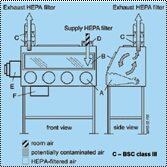 Exhaust HEPA filter
Exhaust HEPA filter
Supply HEPA filter
D
B
A
E
F
front view
side view
room air
potentially contaminated air
HEPA-filtered air
C – BSC class III